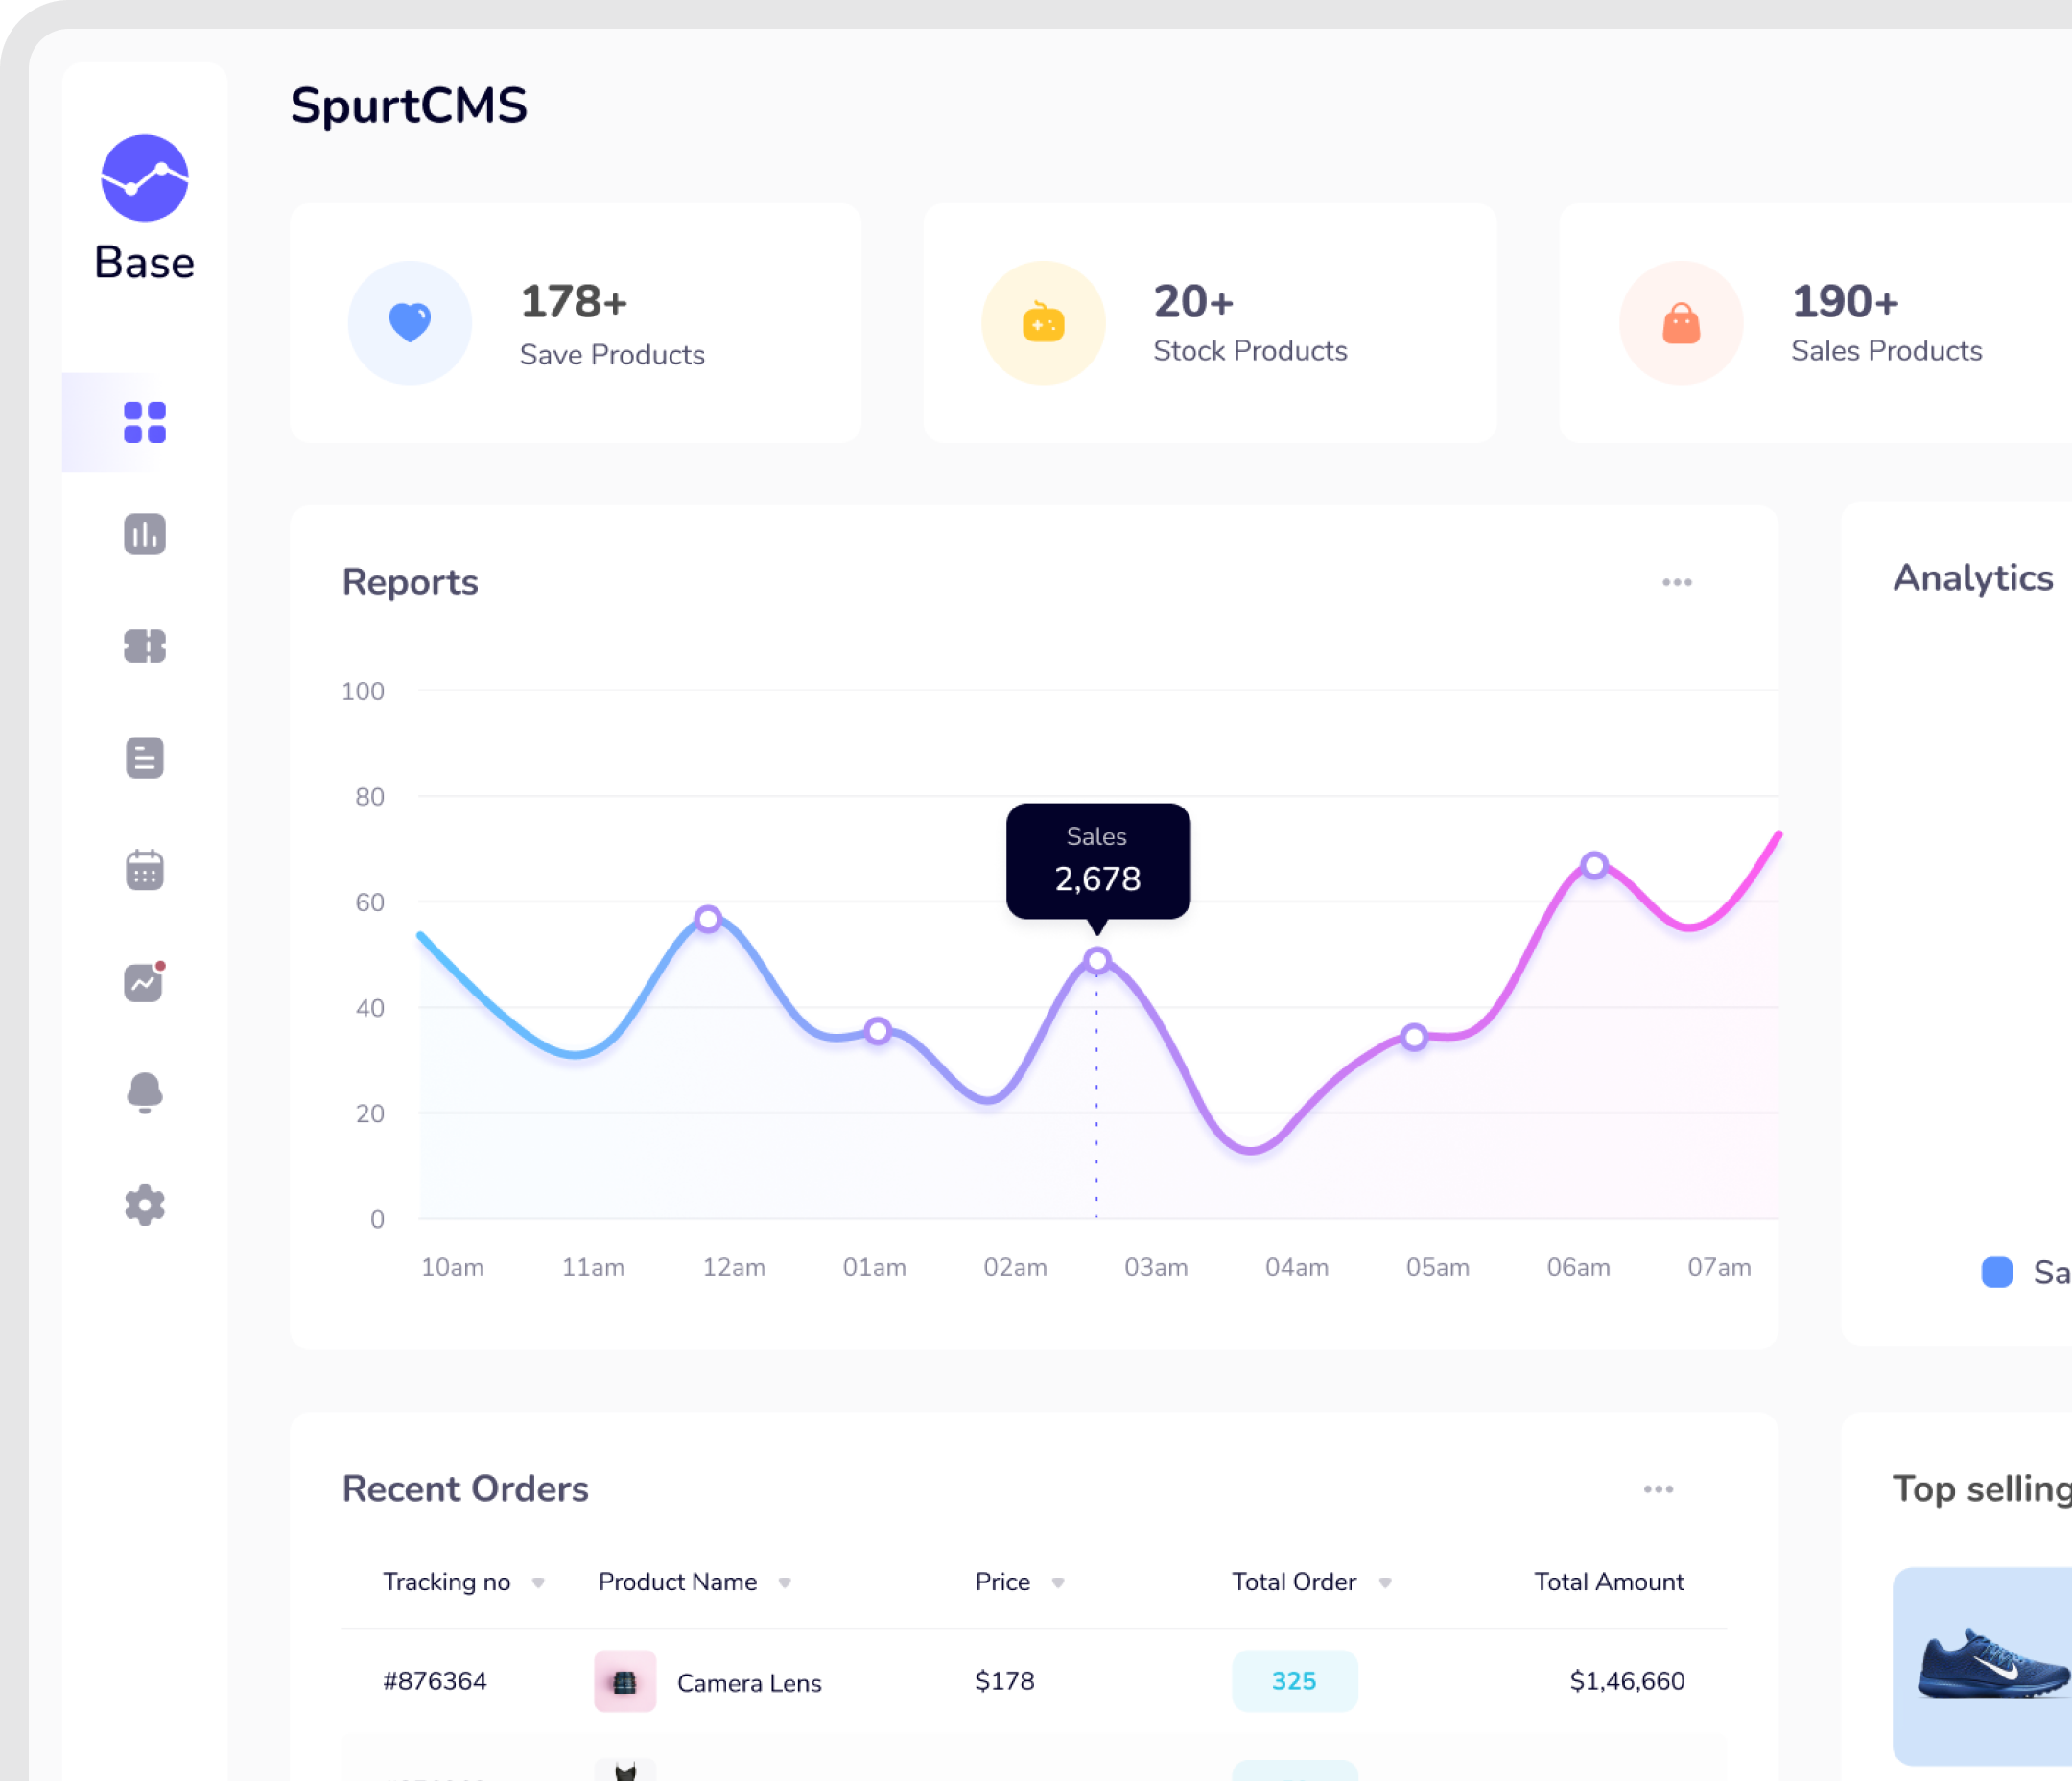 SpurtCMS
Base
178+
Save Products
20+
Stock Products
190+
Sales Products
Reports
Analytics
100
80
60
40
20
0
Sales
2,678
10am 11am 12am 01am 02am 03am 04am 05am 06am 07am
Sa
Recent Orders
Top selling
Tracking no Product Name Price Total Order Total Amount
#876364 Camera Lens $178 325 $1,46,660